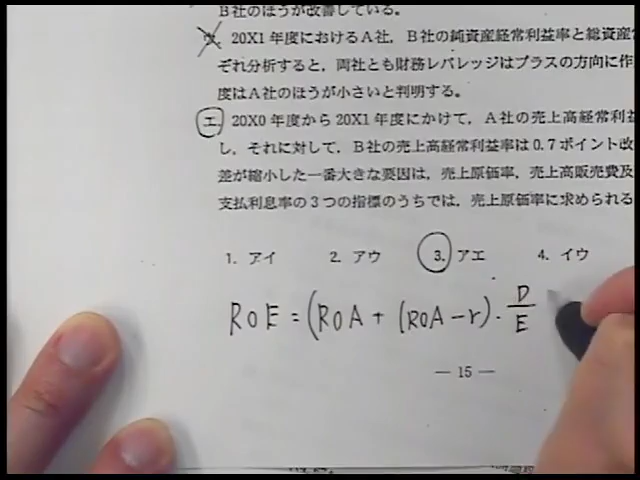 B社のほうが改善している。
ウ 20X1年度におけるA社，B社の純資産経常利益率と総資産
ぞれ分析すると，両社とも財務レバレッジはプラスの方向に作
度はA社のほうが小さいと判明する。
エ 20X0年度から20X1年度にかけて，A社の売上高経常利
し，それに対して，B社の売上高経常利益率は0.7ポイント改
差が縮小した一番大きな要因は，売上原価率，売上高販売費及
支払利息率の3つの指標のうちでは，売上原価率に求められる
1. アイ 2. アウ 3. アエ 4. イウ
ROE = (ROA + (ROA - r) · D/E
— 15 —